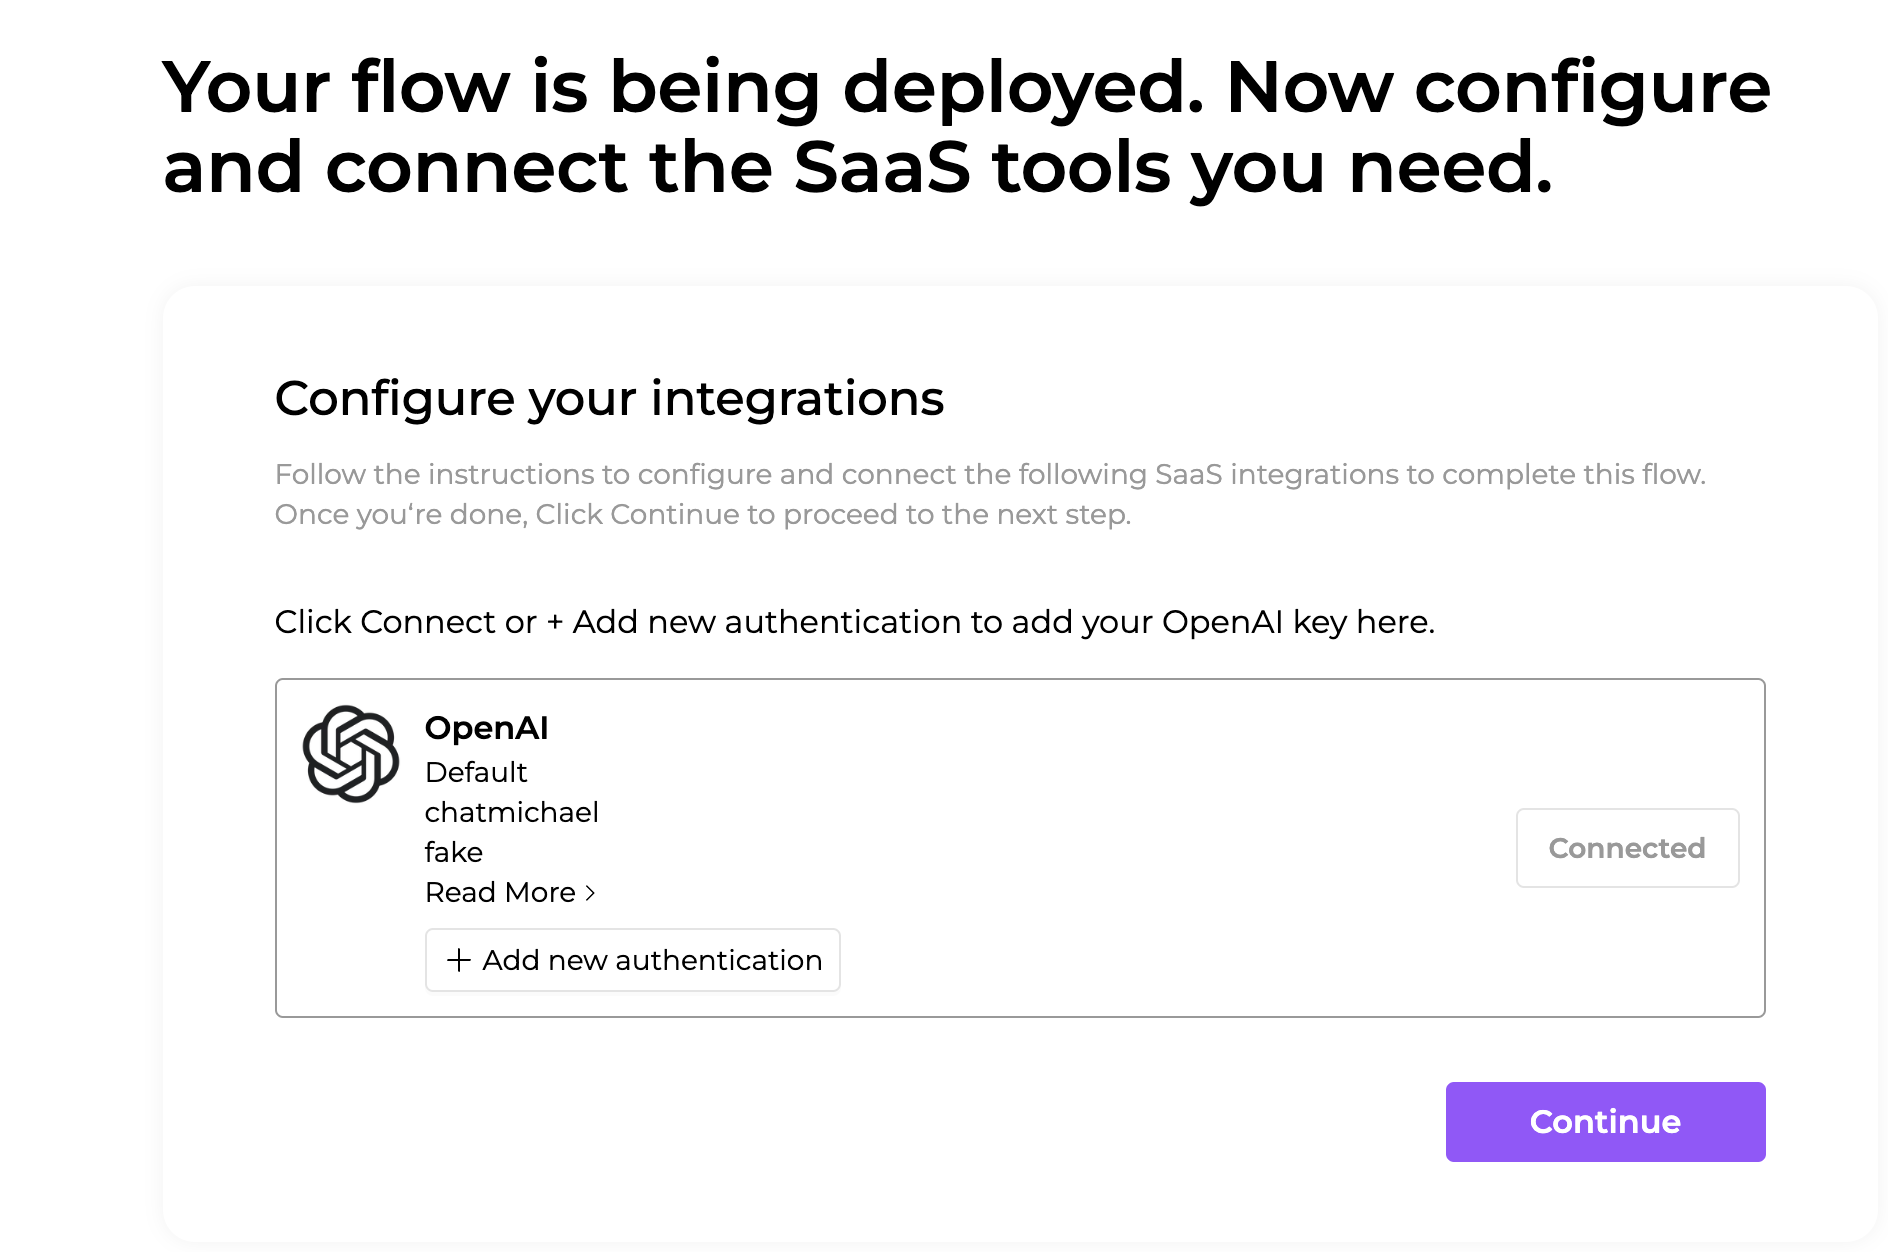 Your flow is being deployed. Now configure
and connect the SaaS tools you need.
Configure your integrations
Follow the instructions to configure and connect the following SaaS integrations to complete this flow.
Once you‘re done, Click Continue to proceed to the next step.
Click Connect or + Add new authentication to add your OpenAI key here.
OpenAI
Default
chatmichael
fake
Read More >
Connected
+ Add new authentication
Continue